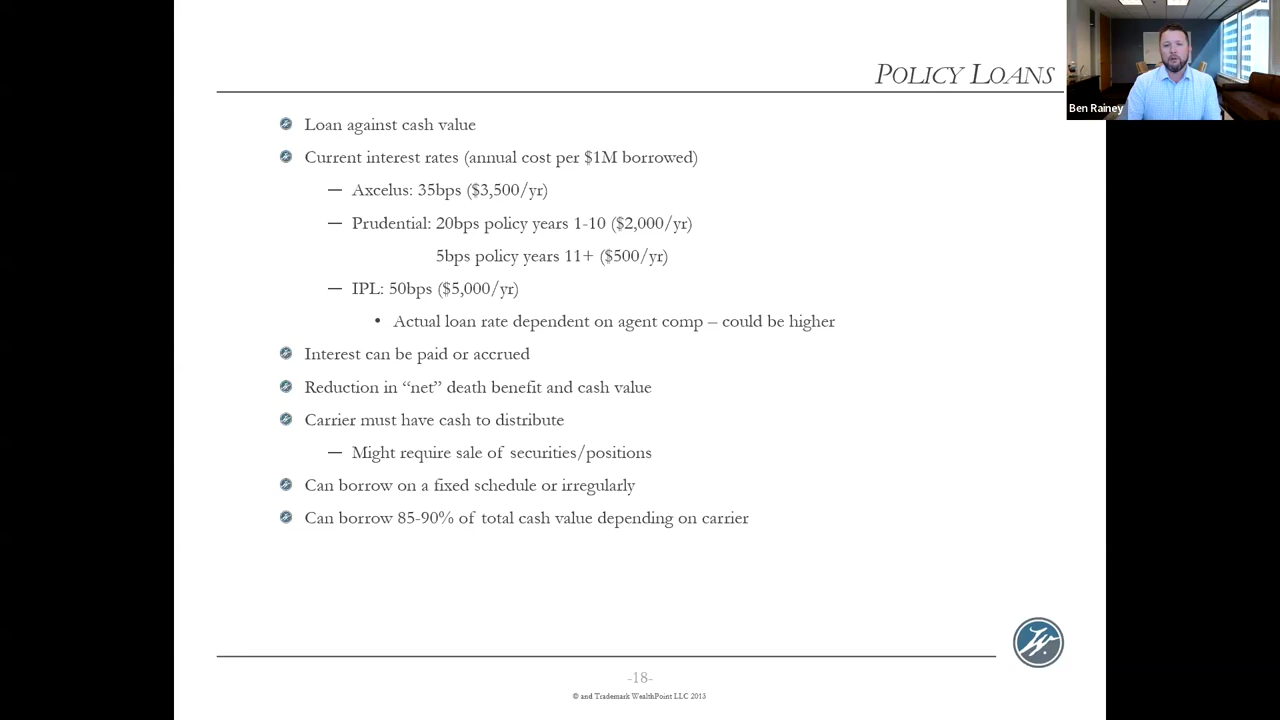 POLICY LOANS
Ben Rainey
Loan against cash value
Current interest rates (annual cost per $1M borrowed)
— Axcelus: 35bps ($3,500/yr)
— Prudential: 20bps policy years 1-10 ($2,000/yr)
5bps policy years 11+ ($500/yr)
— IPL: 50bps ($5,000/yr)
• Actual loan rate dependent on agent comp – could be higher
Interest can be paid or accrued
Reduction in “net” death benefit and cash value
Carrier must have cash to distribute
— Might require sale of securities/positions
Can borrow on a fixed schedule or irregularly
Can borrow 85-90% of total cash value depending on carrier
-18-
© and Trademark WealthPoint LLC 2013